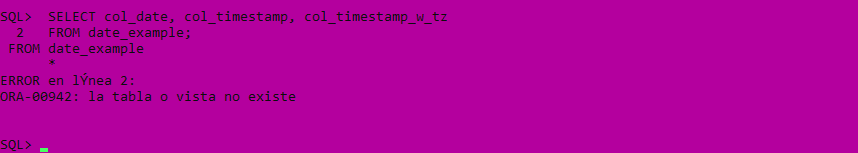 SQL>  SELECT col_date, col_timestamp, col_timestamp_w_tz
  2   FROM date_example;
 FROM date_example
      *
ERROR en lÝnea 2:
ORA-00942: la tabla o vista no existe
SQL>